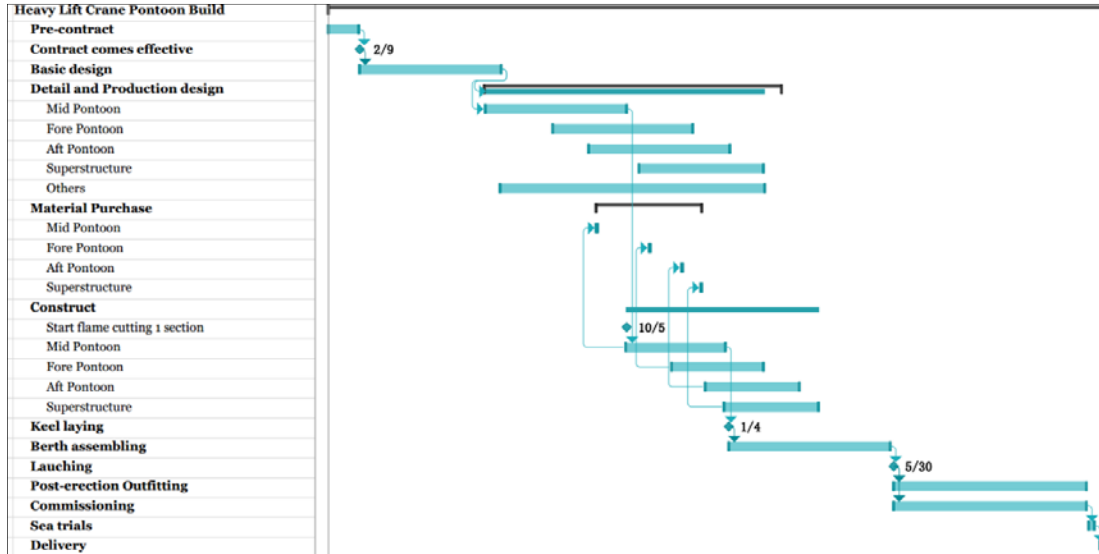 Heavy Lift Crane Pontoon Build
Pre-contract
Contract comes effective
2/9
Basic design
Detail and Production design
Mid Pontoon
Fore Pontoon
Aft Pontoon
Superstructure
Others
Material Purchase
Mid Pontoon
Fore Pontoon
Aft Pontoon
Superstructure
Construct
Start flame cutting 1 section
10/5
Mid Pontoon
Fore Pontoon
Aft Pontoon
Superstructure
Keel laying
1/4
Berth assembling
Lauching
5/30
Post-erection Outfitting
Commissioning
Sea trials
Delivery